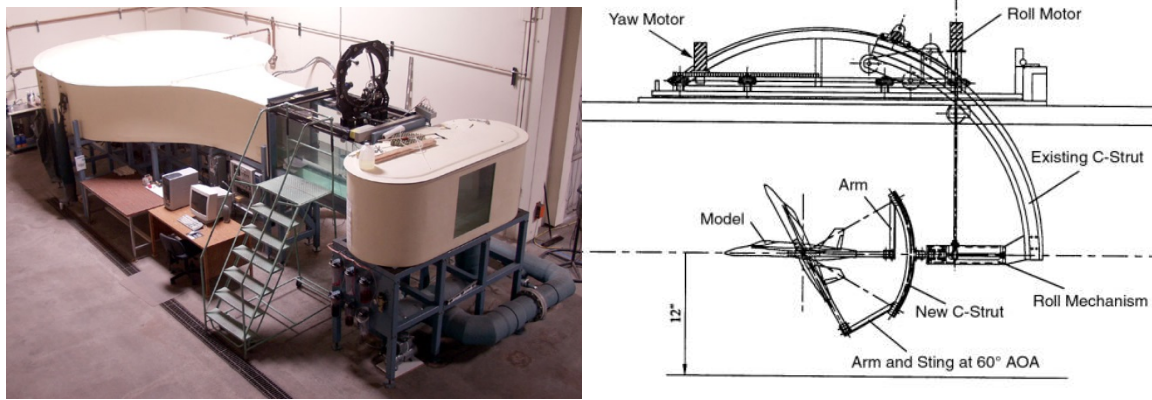 Yaw Motor
Roll Motor
Existing C-Strut
Arm
Model
Roll Mechanism
New C-Strut
12"
Arm and Sting at 60° AOA